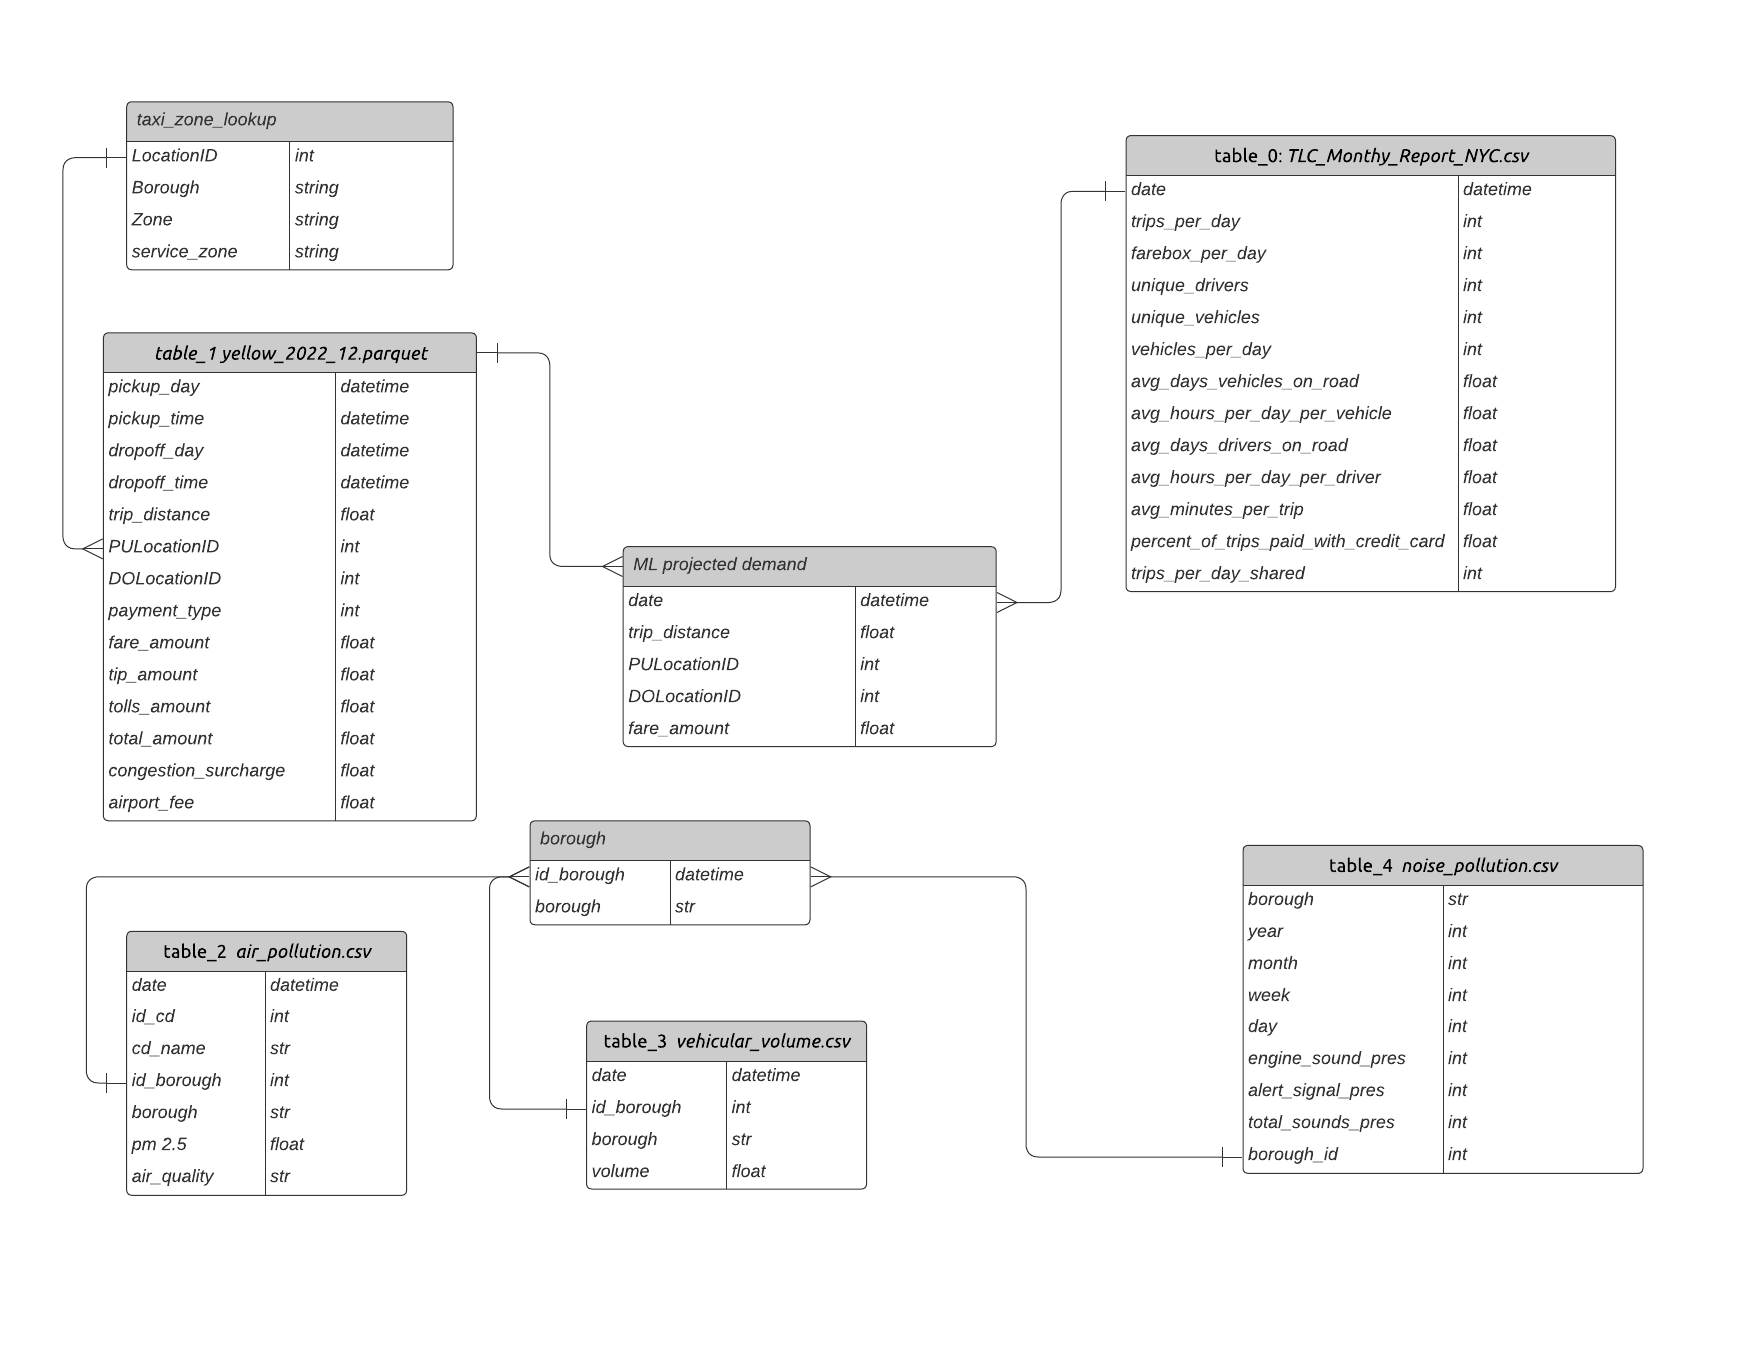 taxi_zone_lookup
LocationID int
Borough string
Zone string
service_zone string
table_0: TLC_Monthy_Report_NYC.csv
date datetime
trips_per_day int
farebox_per_day int
unique_drivers int
unique_vehicles int
vehicles_per_day int
avg_days_vehicles_on_road float
avg_hours_per_day_per_vehicle float
avg_days_drivers_on_road float
avg_hours_per_day_per_driver float
avg_minutes_per_trip float
percent_of_trips_paid_with_credit_card float
trips_per_day_shared int
table_1 yellow_2022_12.parquet
pickup_day datetime
pickup_time datetime
dropoff_day datetime
dropoff_time datetime
trip_distance float
PULocationID int
DOLocationID int
payment_type int
fare_amount float
tip_amount float
tolls_amount float
total_amount float
congestion_surcharge float
airport_fee float
ML projected demand
date datetime
trip_distance float
PULocationID int
DOLocationID int
fare_amount float
borough
id_borough datetime
borough str
table_2 air_pollution.csv
date datetime
id_cd int
cd_name str
id_borough int
borough str
pm 2.5 float
air_quality str
table_3 vehicular_volume.csv
date datetime
id_borough int
borough str
volume float
table_4 noise_pollution.csv
borough str
year int
month int
week int
day int
engine_sound_pres int
alert_signal_pres int
total_sounds_pres int
borough_id int